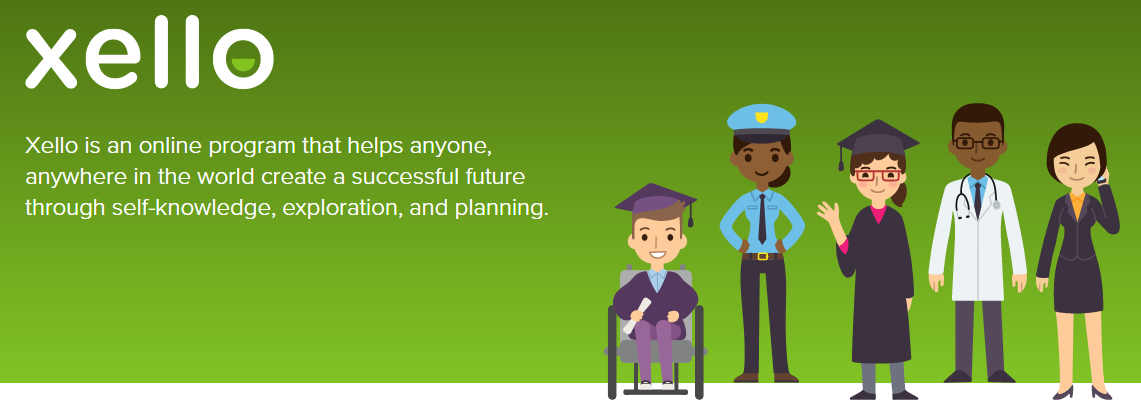 xello
Xello is an online program that helps anyone,
anywhere in the world create a successful future
through self-knowledge, exploration, and planning.